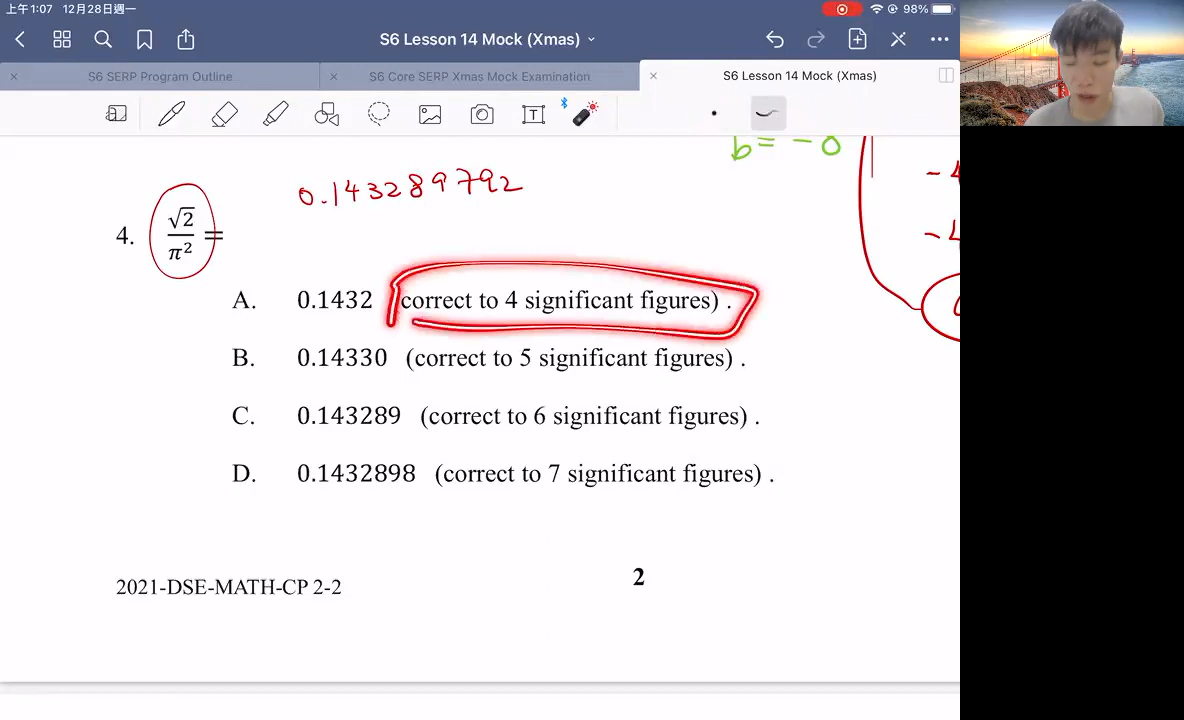 上午1:07 12月28日週一
98%
S6 Lesson 14 Mock (Xmas)
S6 SERP Program Outline
S6 Core SERP Xmas Mock Examination
S6 Lesson 14 Mock (Xmas)
b = -
0.143289792
4. √2/π² =
A. 0.1432 (correct to 4 significant figures) .
B. 0.14330 (correct to 5 significant figures) .
C. 0.143289 (correct to 6 significant figures) .
D. 0.1432898 (correct to 7 significant figures) .
2021-DSE-MATH-CP 2-2
2